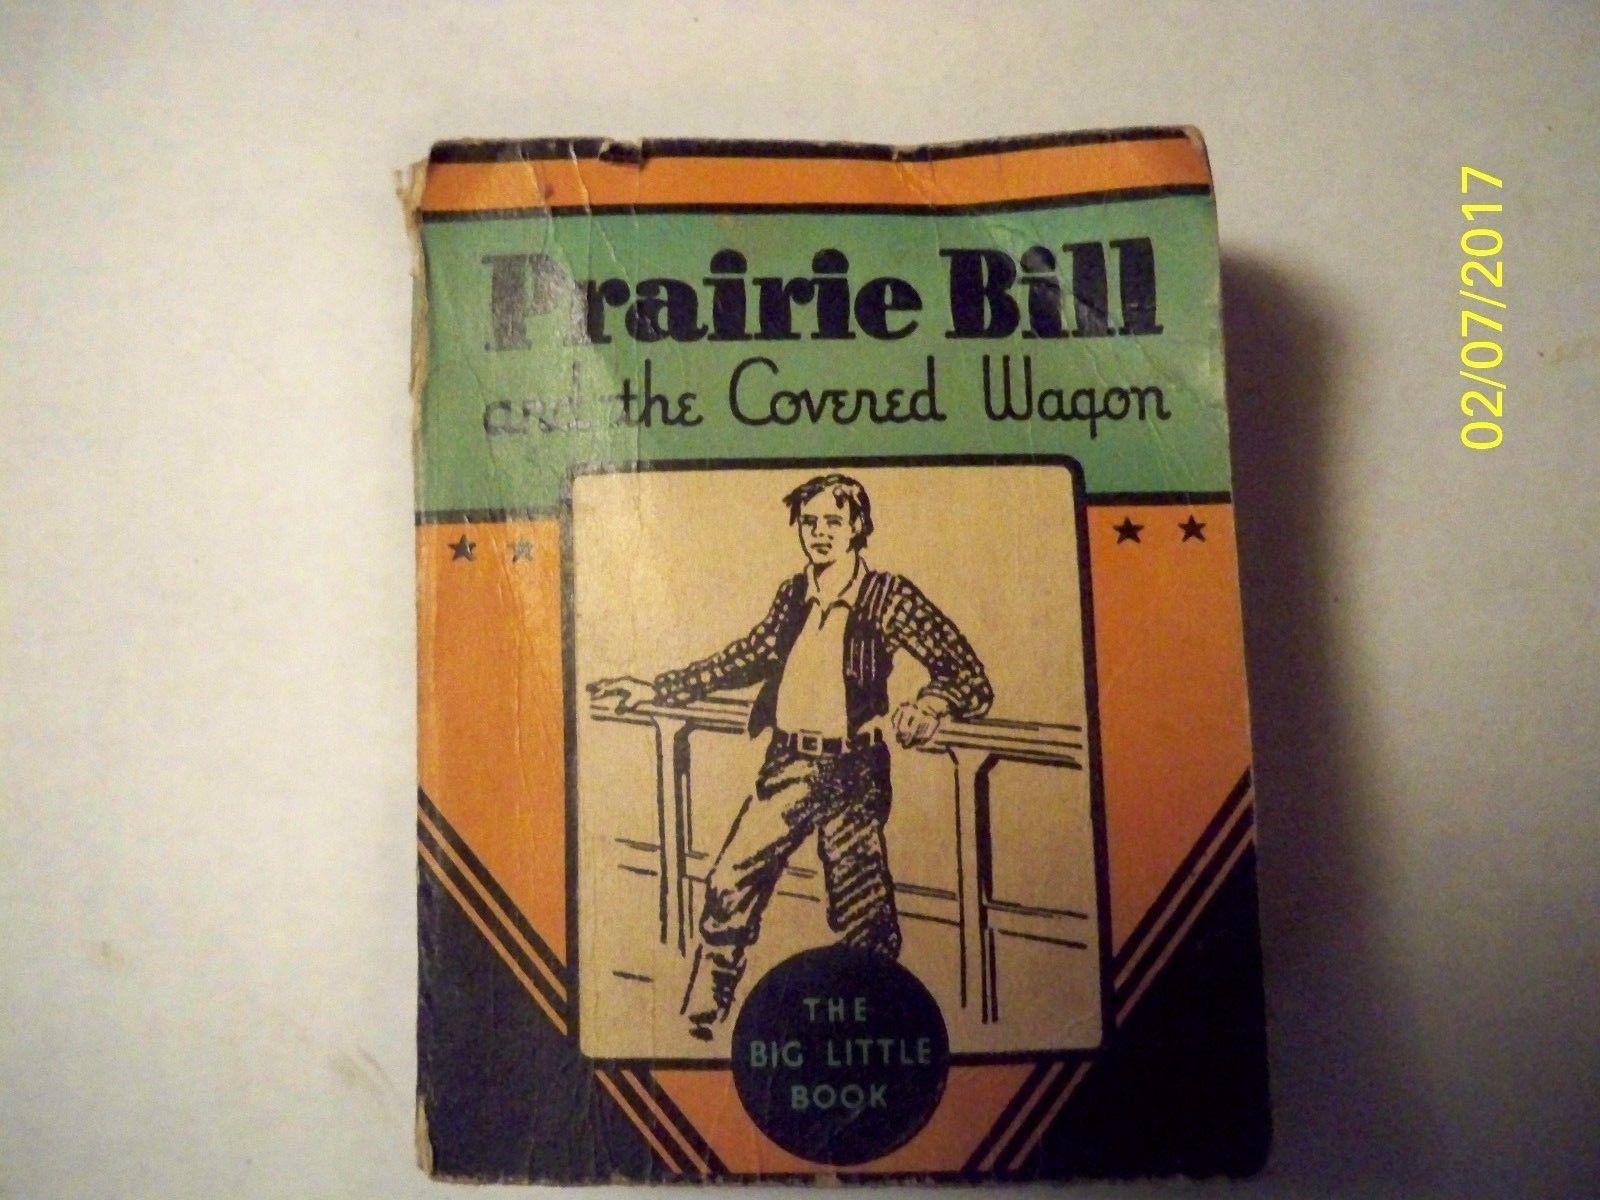 Prairie Bill
and the Covered Wagon
THE
BIG LITTLE
BOOK
02/07/2017